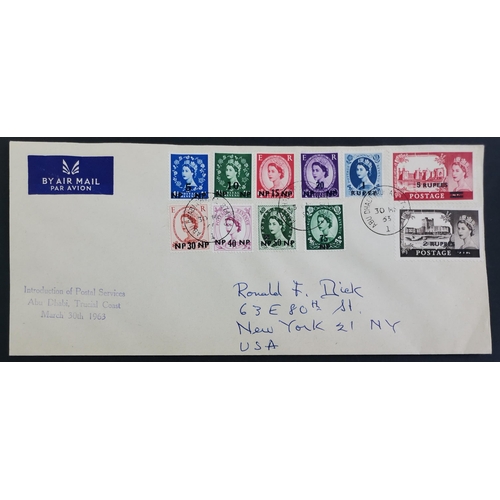 BY AIR MAIL
PAR AVION
E R
NP 15 NP
20
RUPEE
5 RUPEES
POSTAGE
NP 30 NP
NP 40 NP
NP 50 NP
2 RUPEES
POSTAGE
Introduction of Postal Services
Abu Dhabi, Trucial Coast
March 30th 1963
Ronald F. Dick
63 E 80th St.
New York 21 NY
USA